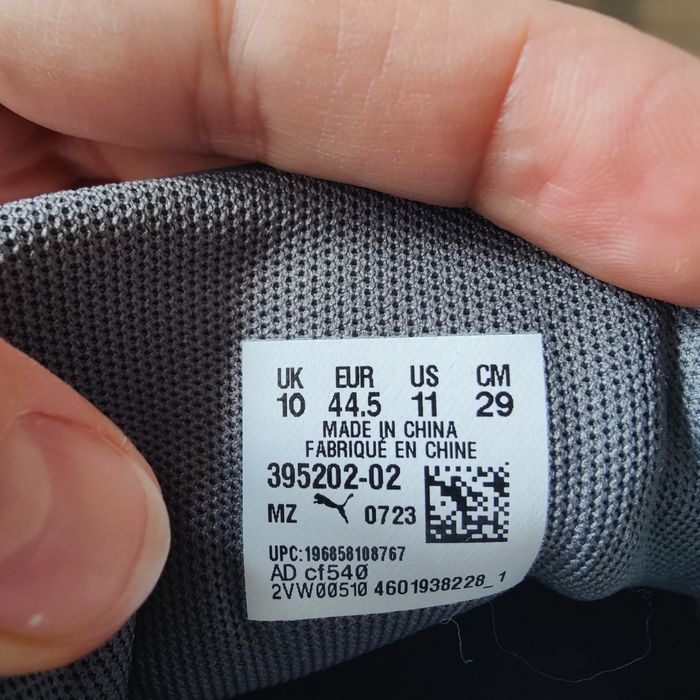 UK EUR US CM
10 44.5 11 29
MADE IN CHINA
FABRIQUÉ EN CHINE
395202-02
MZ 0723
UPC:196858108767
AD cf540
2VW00510 4601938228_1